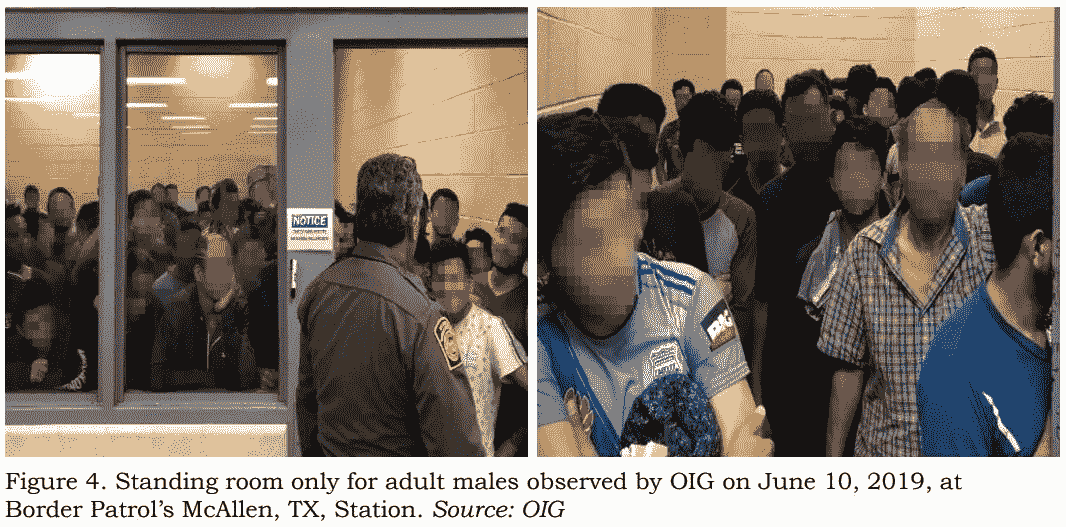 NOTICE
Figure 4. Standing room only for adult males observed by OIG on June 10, 2019, at
Border Patrol’s McAllen, TX, Station. Source: OIG